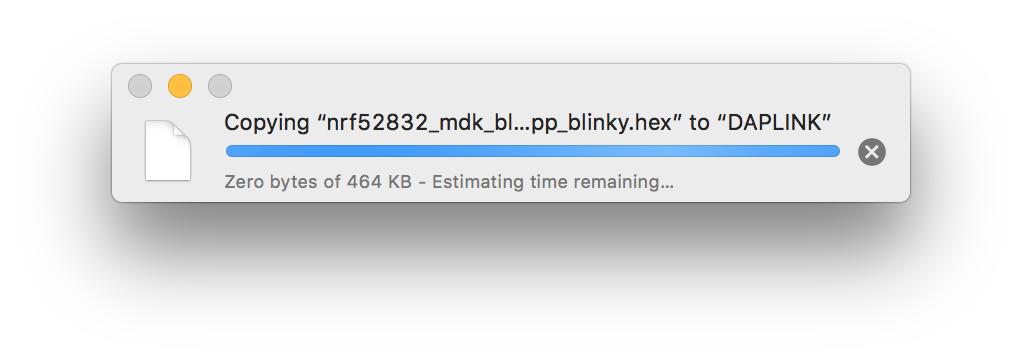 Copying “nrf52832_mdk_bl...pp_blinky.hex” to “DAPLINK”
Zero bytes of 464 KB - Estimating time remaining...